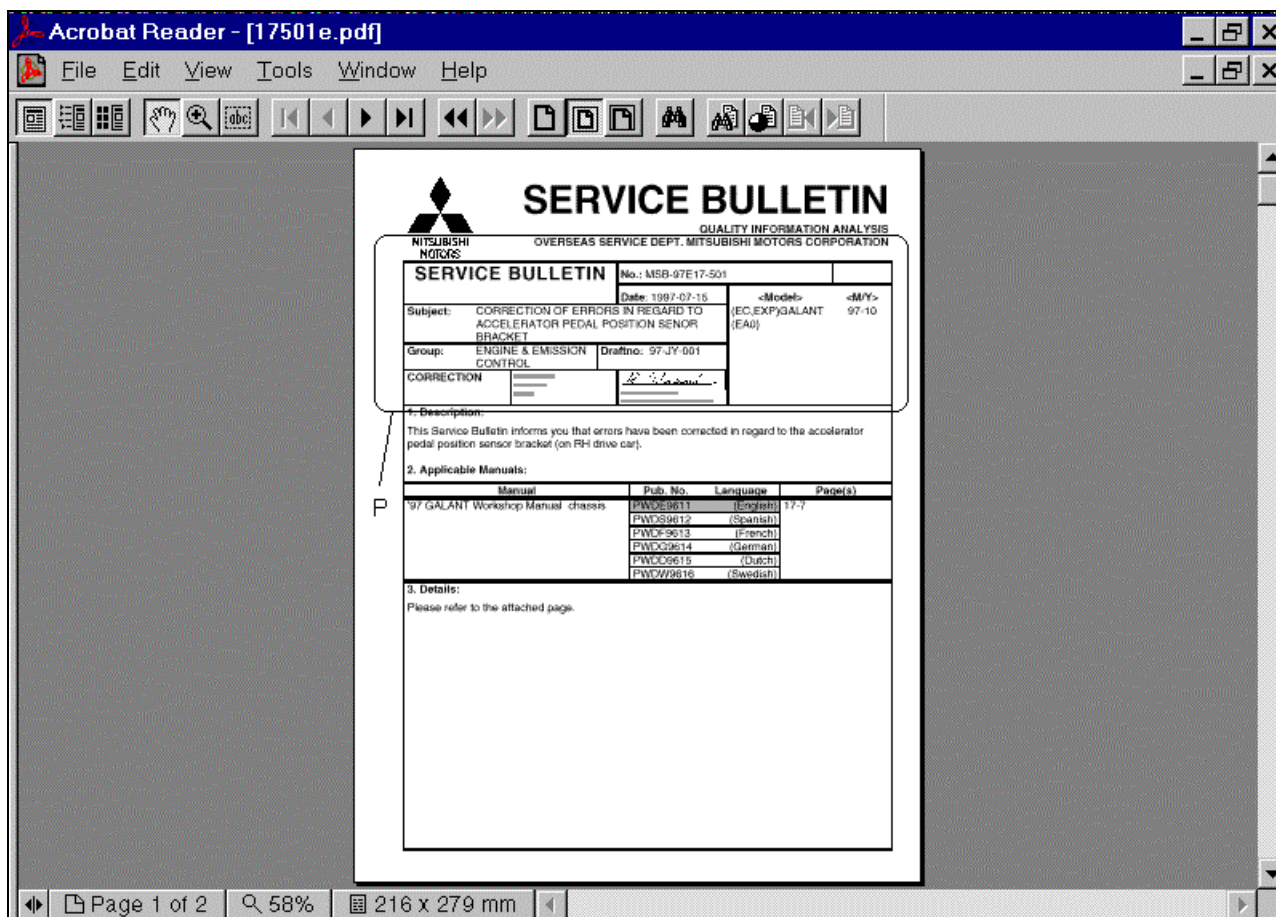 Acrobat Reader - [17501e.pdf]
File Edit View Tools Window Help
abc
SERVICE BULLETIN
QUALITY INFORMATION ANALYSIS
OVERSEAS SERVICE DEPT. MITSUBISHI MOTORS CORPORATION
MITSUBISHI
MOTORS
SERVICE BULLETIN No.: MSB-97E17-501
Date: 1997-07-15 <Model> <M/Y>
Subject: CORRECTION OF ERRORS IN REGARD TO (EC,EXP)GALANT 97-10
ACCELERATOR PEDAL POSITION SENOR (EA0)
BRACKET
Group: ENGINE & EMISSION Draftno: 97-JY-001
CONTROL
CORRECTION
1. Description:
This Service Bulletin informs you that errors have been corrected in regard to the accelerator
pedal position sensor bracket (on RH drive car).
2. Applicable Manuals:
P
Manual Pub. No. Language Page(s)
'97 GALANT Workshop Manual chassis PWDE9611 (English) 17-7
PWDS9612 (Spanish)
PWDF9613 (French)
PWDG9614 (German)
PWDD9615 (Dutch)
PWDW9616 (Swedish)
3. Details:
Please refer to the attached page.
Page 1 of 2 58% 216 x 279 mm